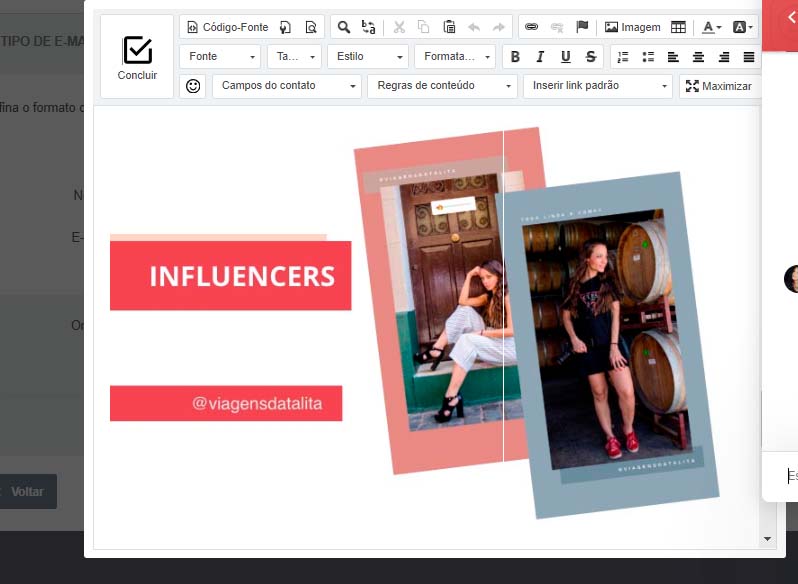 TIPO DE E-MA
fina o formato d
N
E-
Or
Voltar
Concluir
Código-Fonte
Imagem
A
A
Fonte
Ta...
Estilo
Formata...
B I U S
Campos do contato
Regras de conteúdo
Inserir link padrão
Maximizar
INFLUENCERS
@viagensdatalita
@VIAGENSDATALITA
@VIAGENSDATALITA
Es